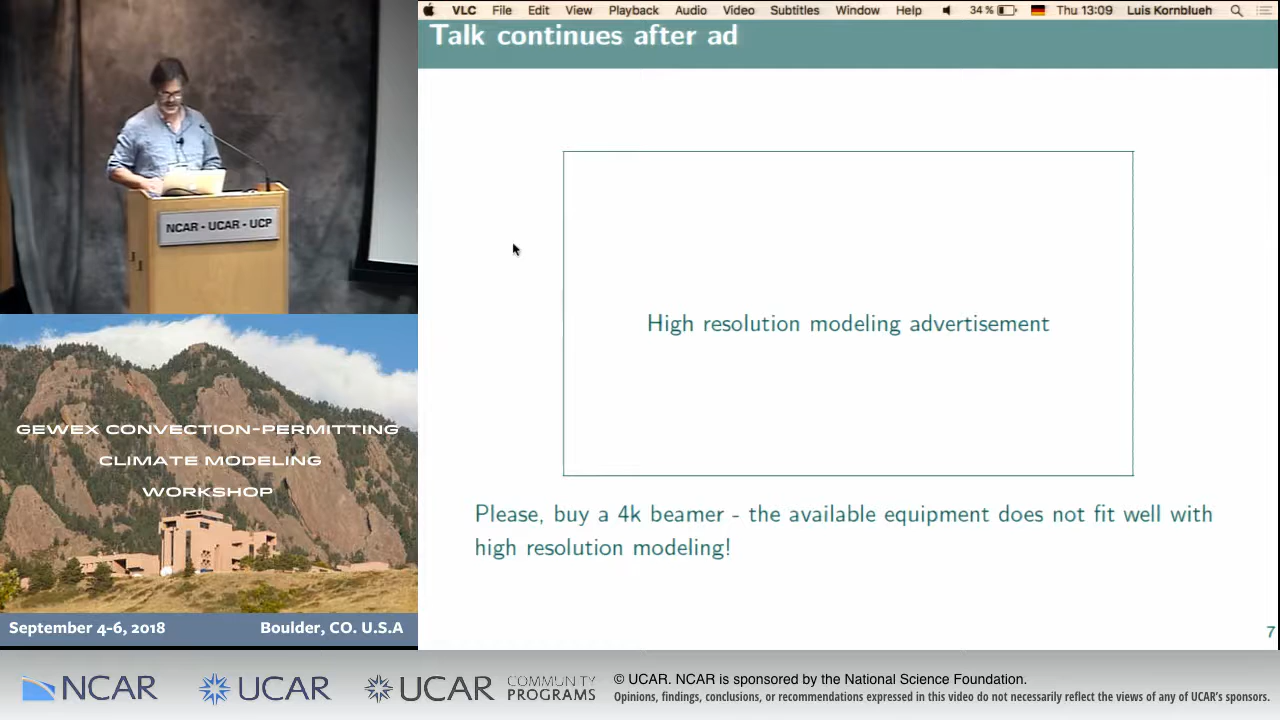 VLC File Edit View Playback Audio Video Subtitles Window Help 34% Thu 13:09 Luis Kornblueh
Talk continues after ad
High resolution modeling advertisement
Please, buy a 4k beamer - the available equipment does not fit well with
high resolution modeling!
7
NCAR - UCAR - UCP
GEWEX CONVECTION-PERMITTING
CLIMATE MODELING
WORKSHOP
September 4-6, 2018 Boulder, CO. U.S.A
NCAR UCAR UCAR COMMUNITY PROGRAMS
© UCAR. NCAR is sponsored by the National Science Foundation.
Opinions, findings, conclusions, or recommendations expressed in this video do not necessarily reflect the views of any of UCAR's sponsors.